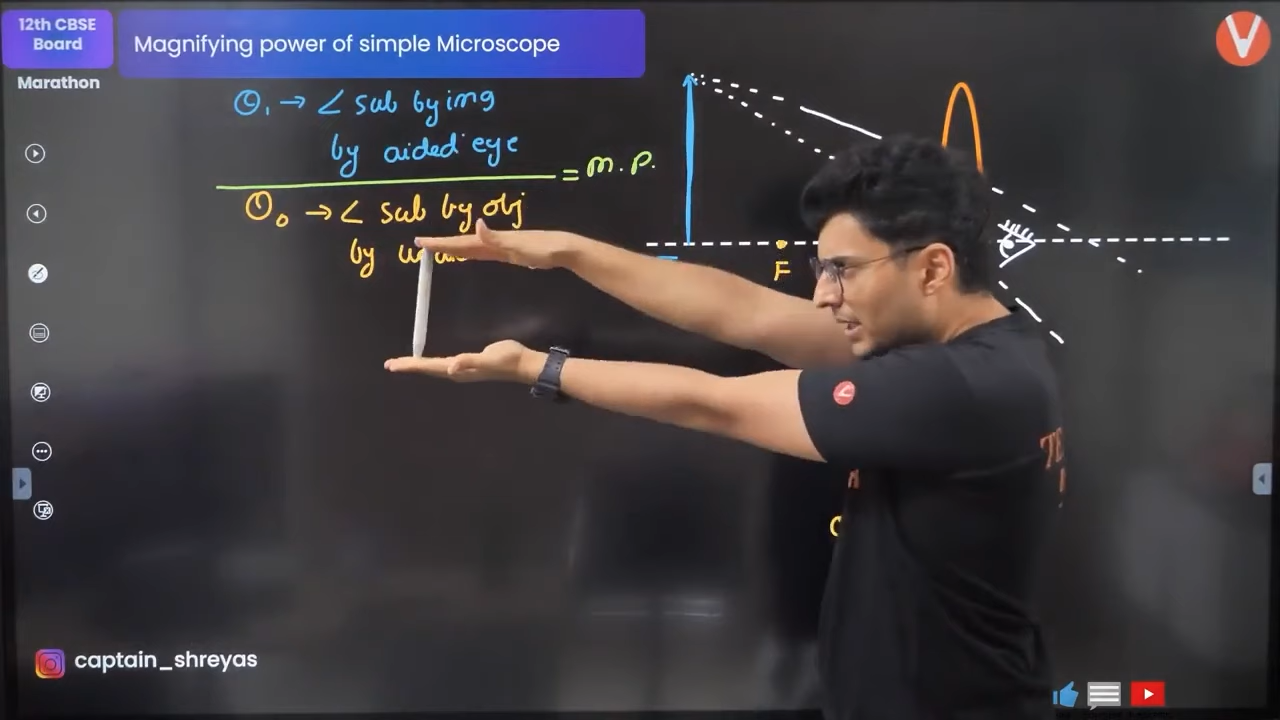 12th CBSE
Board
Marathon
Magnifying power of simple Microscope
θ₁ → ∠ sub by img
by aided eye
= M.P.
θ₀ → ∠ sub by obj
by
F
captain_shreyas